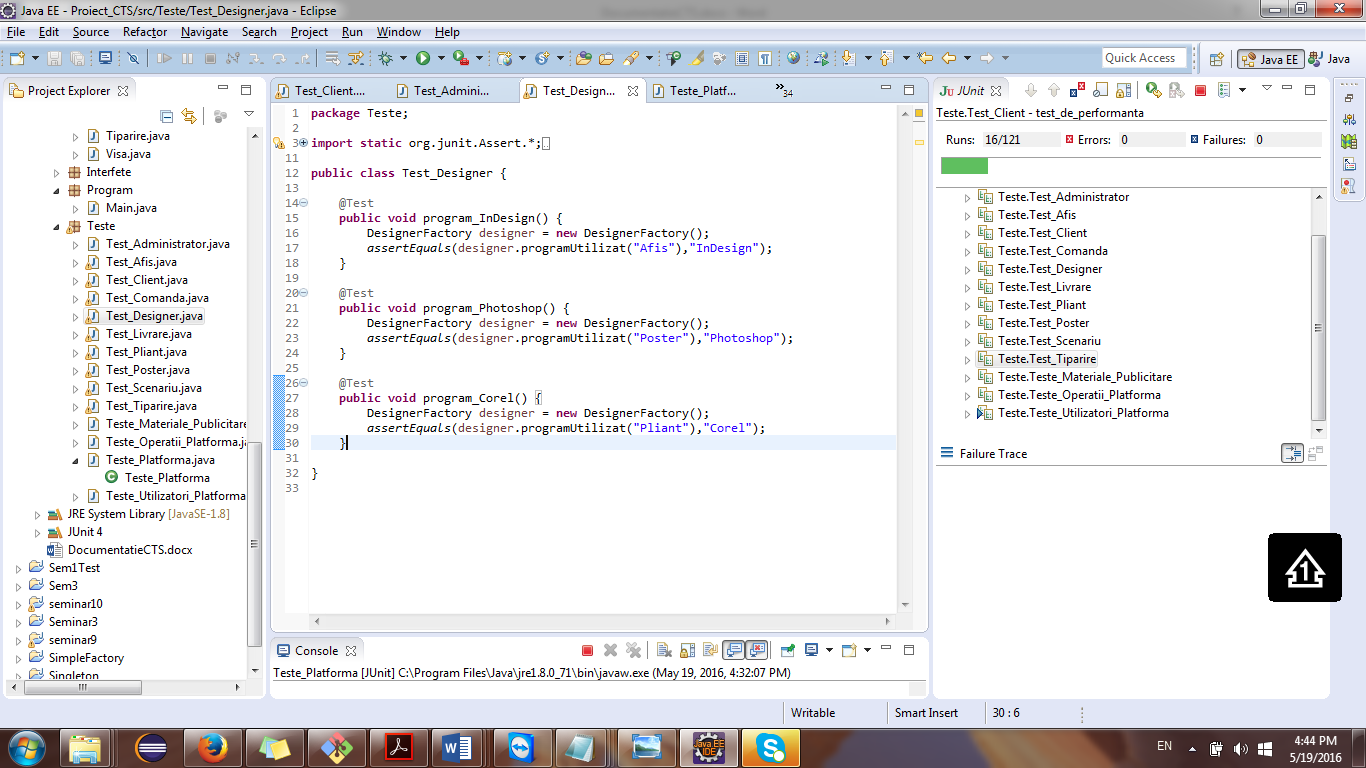 Java EE - Proiect_CTS/src/Teste/Test_Designer.java - Eclipse
File Edit Source Refactor Navigate Search Project Run Window Help
Quick Access
Java EE
Java
Project Explorer
Tiparire.java
Visa.java
Interfete
Program
Main.java
Teste
Test_Administrator.java
Test_Afis.java
Test_Client.java
Test_Comanda.java
Test_Designer.java
Test_Livrare.java
Test_Pliant.java
Test_Poster.java
Test_Scenariu.java
Test_Tiparire.java
Teste_Materiale_Publicitare
Teste_Operatii_Platforma.ja
Teste_Platforma.java
Teste_Platforma
Teste_Utilizatori_Platforma
JRE System Library [JavaSE-1.8]
JUnit 4
DocumentatieCTS.docx
Sem1Test
Sem3
seminar10
Seminar3
seminar9
SimpleFactory
Singleton
Test_Client.... Test_Admini... Test_Design... Teste_Platf... »34
1 package Teste;
2
3 import static org.junit.Assert.*;
11
12 public class Test_Designer {
13
14 @Test
15 public void program_InDesign() {
16 DesignerFactory designer = new DesignerFactory();
17 assertEquals(designer.programUtilizat("Afis"),"InDesign");
18 }
19
20 @Test
21 public void program_Photoshop() {
22 DesignerFactory designer = new DesignerFactory();
23 assertEquals(designer.programUtilizat("Poster"),"Photoshop");
24 }
25
26 @Test
27 public void program_Corel() {
28 DesignerFactory designer = new DesignerFactory();
29 assertEquals(designer.programUtilizat("Pliant"),"Corel");
30 }
31
32 }
33
Console
Teste_Platforma [JUnit] C:\Program Files\Java\jre1.8.0_71\bin\javaw.exe (May 19, 2016, 4:32:07 PM)
JUnit
Teste.Test_Client - test_de_performanta
Runs: 16/121 Errors: 0 Failures: 0
Teste.Test_Administrator
Teste.Test_Afis
Teste.Test_Client
Teste.Test_Comanda
Teste.Test_Designer
Teste.Test_Livrare
Teste.Test_Pliant
Teste.Test_Poster
Teste.Test_Scenariu
Teste.Test_Tiparire
Teste.Teste_Materiale_Publicitare
Teste.Teste_Operatii_Platforma
Teste.Teste_Utilizatori_Platforma
Failure Trace
1
Writable Smart Insert 30 : 6
Java EE
IDE
EN
4:44 PM
5/19/2016